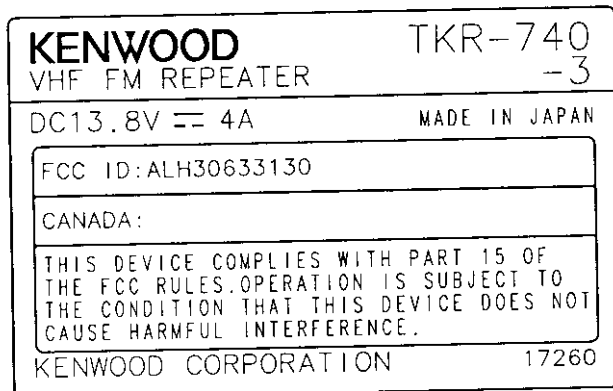 KENWOOD TKR-740
VHF FM REPEATER -3
DC13.8V ⎓ 4A MADE IN JAPAN
FCC ID:ALH30633130
CANADA:
THIS DEVICE COMPLIES WITH PART 15 OF
THE FCC RULES.OPERATION IS SUBJECT TO
THE CONDITION THAT THIS DEVICE DOES NOT
CAUSE HARMFUL INTERFERENCE.
KENWOOD CORPORATION 17260